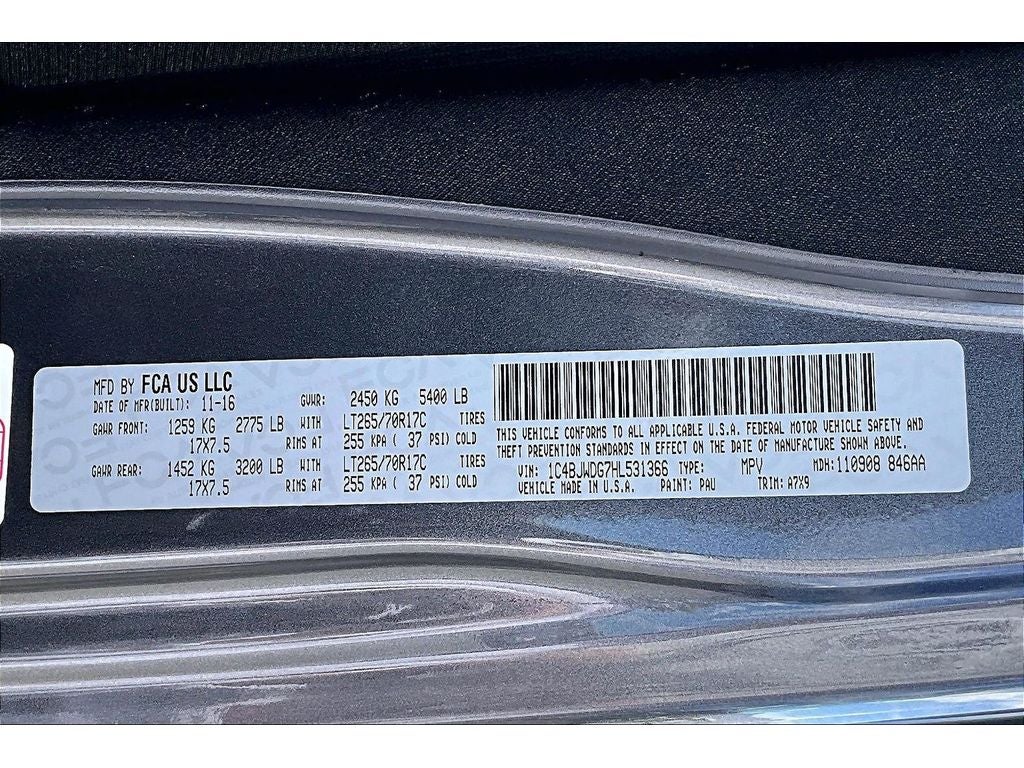 MFD BY FCA US LLC
DATE OF MFR(BUILT): 11-16 GVWR: 2450 KG 5400 LB
GAWR FRONT: 1259 KG 2775 LB WITH LT265/70R17C TIRES
17X7.5 RIMS AT 255 KPA ( 37 PSI) COLD
GAWR REAR: 1452 KG 3200 LB WITH LT265/70R17C TIRES
17X7.5 RIMS AT 255 KPA ( 37 PSI) COLD
THIS VEHICLE CONFORMS TO ALL APPLICABLE U.S.A. FEDERAL MOTOR VEHICLE SAFETY AND
THEFT PREVENTION STANDARDS IN EFFECT ON THE DATE OF MANUFACTURE SHOWN ABOVE.
VIN: 1C4BJWDG7HL531366 TYPE: MPV MDH: 110908 846AA
VEHICLE MADE IN U.S.A. PAINT: PAU TRIM: A7X9